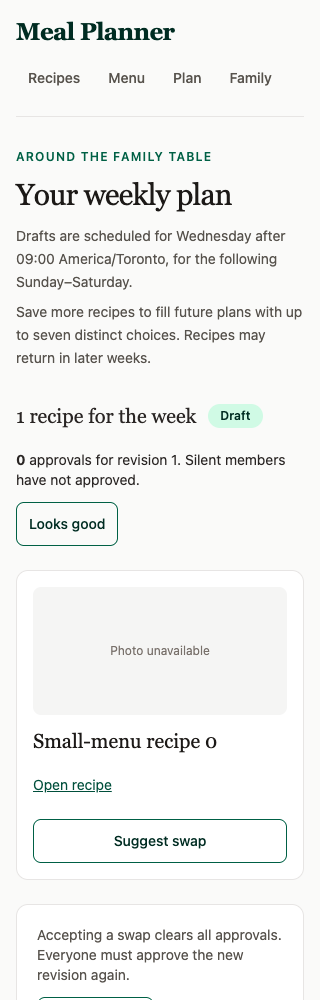 Meal Planner
Recipes Menu Plan Family
AROUND THE FAMILY TABLE
Your weekly plan
Drafts are scheduled for Wednesday after
09:00 America/Toronto, for the following
Sunday–Saturday.
Save more recipes to fill future plans with up
to seven distinct choices. Recipes may
return in later weeks.
1 recipe for the week Draft
0 approvals for revision 1. Silent members
have not approved.
Looks good
Photo unavailable
Small-menu recipe 0
Open recipe
Suggest swap
Accepting a swap clears all approvals.
Everyone must approve the new
revision again.